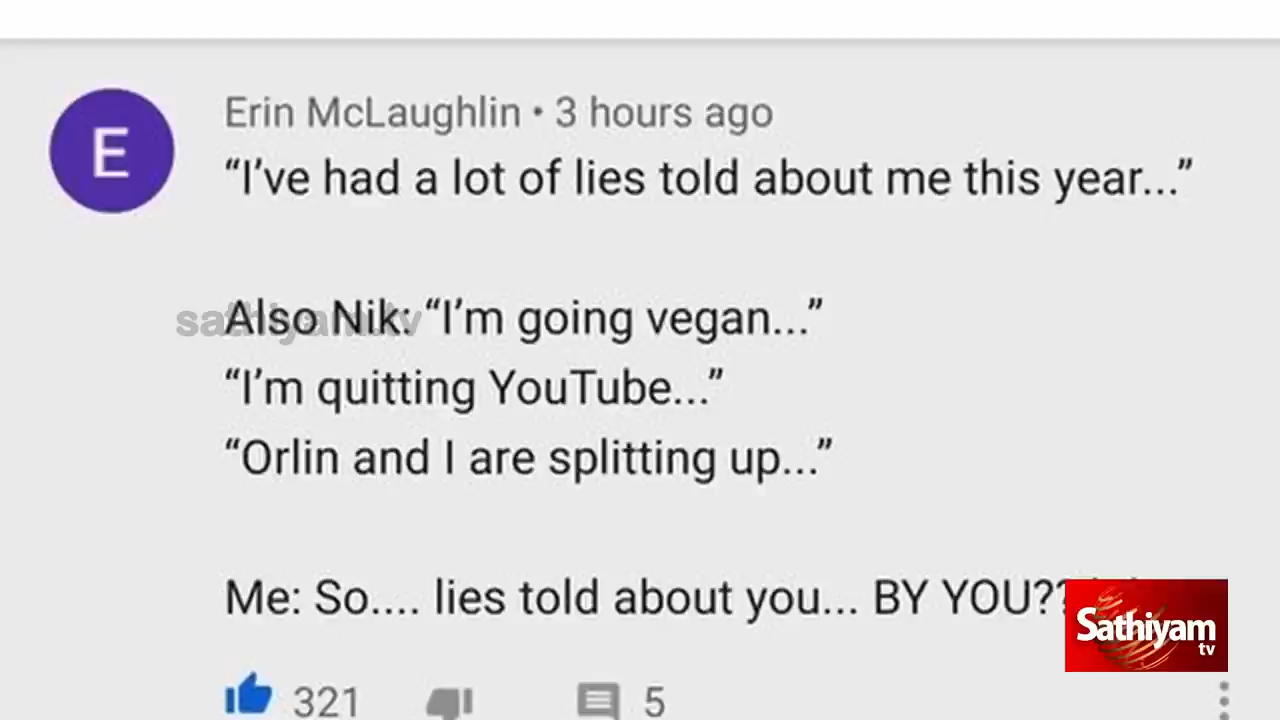 E
Erin McLaughlin • 3 hours ago
“I’ve had a lot of lies told about me this year...”
Also Nik: “I’m going vegan...”
sathiyam.tv
“I’m quitting YouTube...”
“Orlin and I are splitting up...”
Me: So.... lies told about you... BY YOU??
Sathiyam
tv
321
5